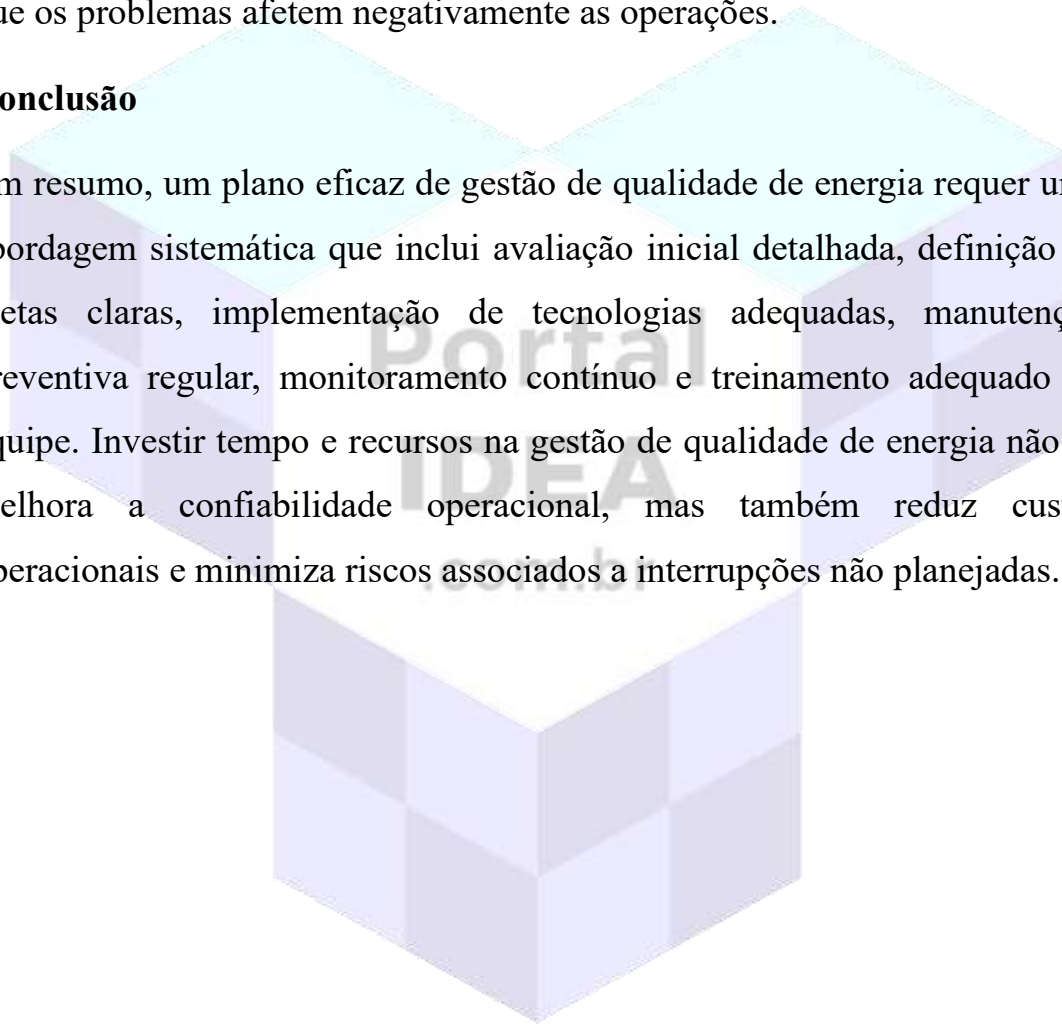 ue os problemas afetem negativamente as operações.
onclusão
m resumo, um plano eficaz de gestão de qualidade de energia requer u
bordagem sistemática que inclui avaliação inicial detalhada, definição
etas claras, implementação de tecnologias adequadas, manutenç
reventiva regular, monitoramento contínuo e treinamento adequado
quipe. Investir tempo e recursos na gestão de qualidade de energia não
elhora a confiabilidade operacional, mas também reduz cus
peracionais e minimiza riscos associados a interrupções não planejadas.
Portal
IDEA
.com.br